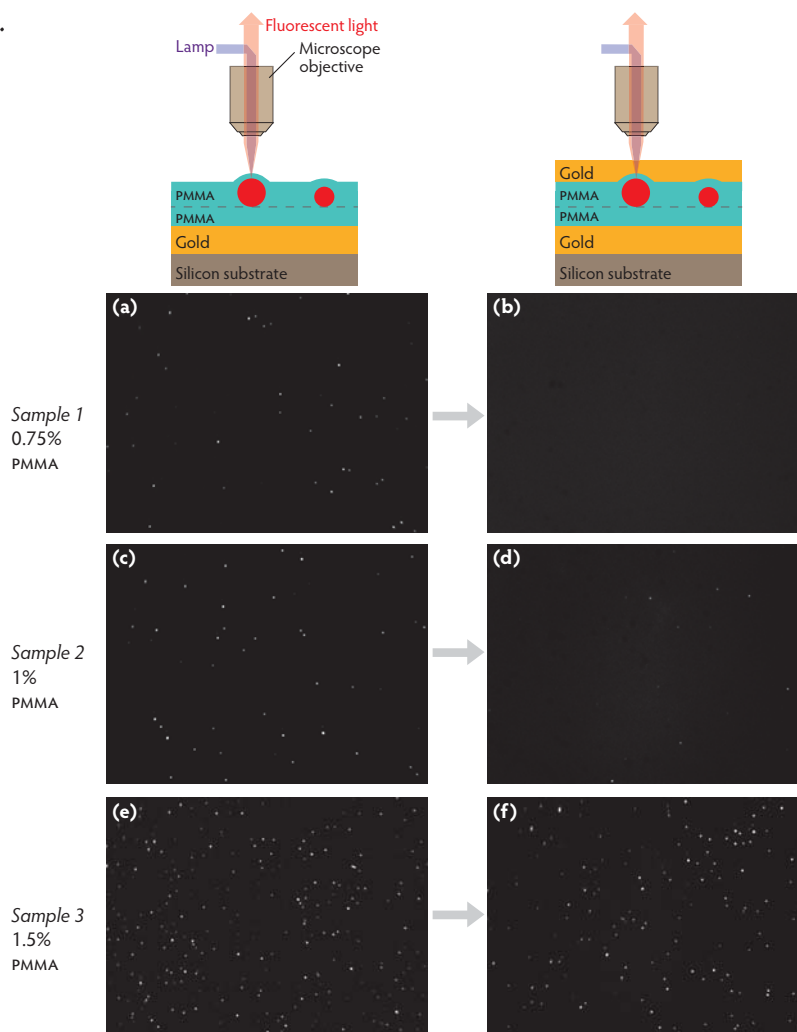 .
Fluorescent light
Lamp
Microscope
objective
Gold
PMMA
PMMA
PMMA
PMMA
Gold
Gold
Silicon substrate
Silicon substrate
(a)
(b)
Sample 1
0.75%
PMMA
(c)
(d)
Sample 2
1%
PMMA
(e)
(f)
Sample 3
1.5%
PMMA